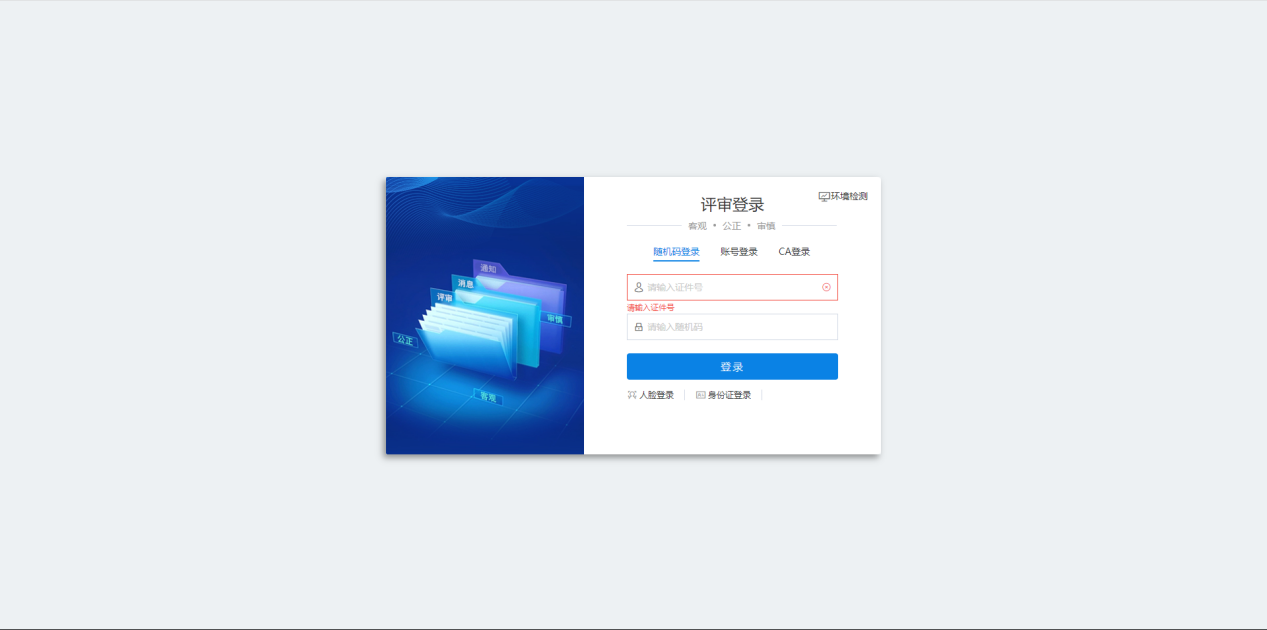 环境检测
评审登录
客观 • 公正 • 审慎
随机码登录 账号登录 CA登录
请输入证件号
请输入证件号
请输入随机码
登录
人脸登录 身份证登录
通知
消息
评审
审慎
公正
客观